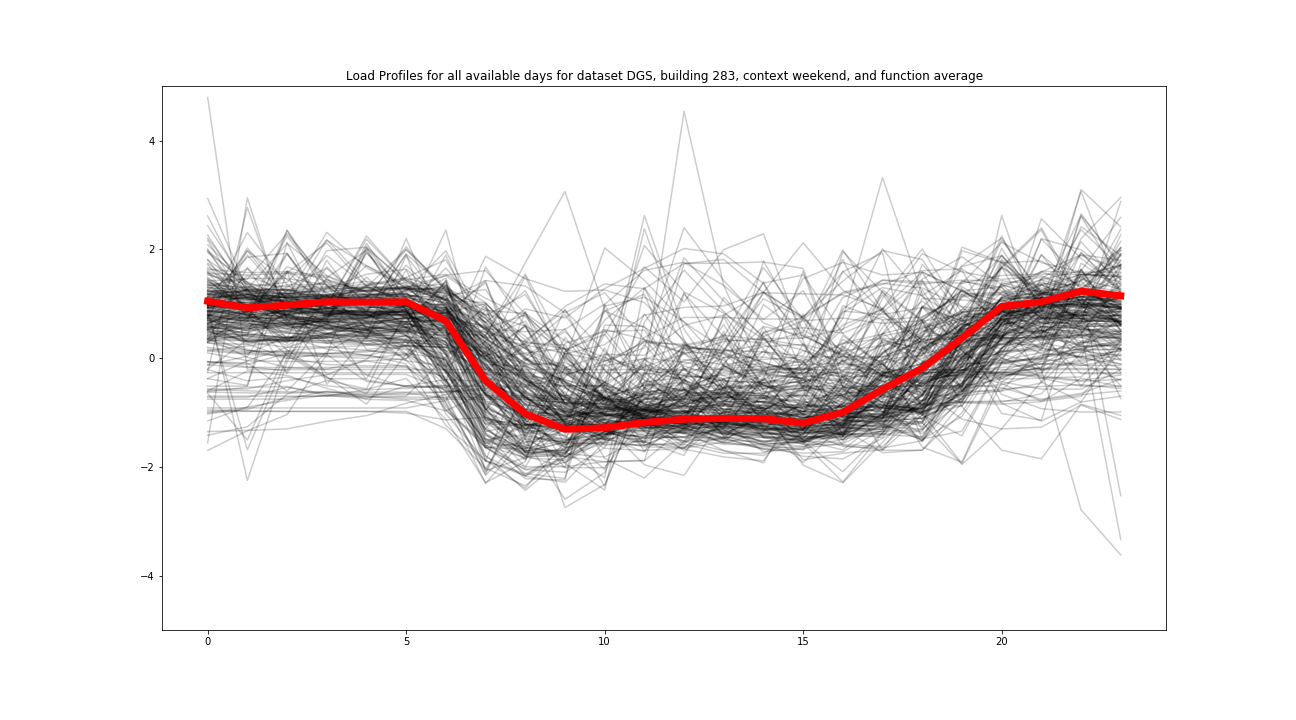 Load Profiles for all available days for dataset DGS, building 283, context weekend, and function average
4
2
0
−2
−4
0 5 10 15 20